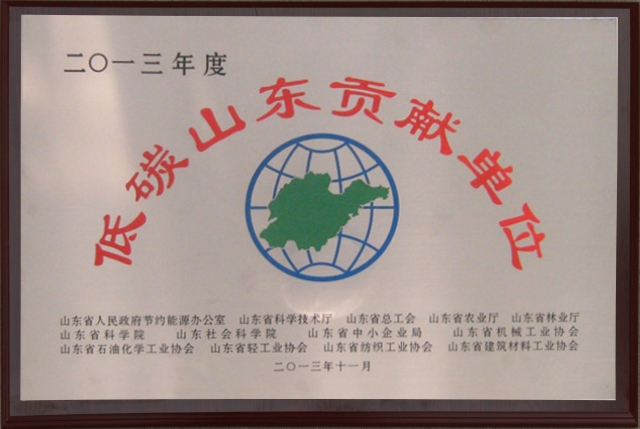 二〇一三年度
低碳山东贡献单位
山东省人民政府节约能源办公室 山东省科学技术厅 山东省总工会 山东省农业厅 山东省林业厅
山东省科学院 山东社会科学院 山东省中小企业局 山东省机械工业协会
山东省石油化学工业协会 山东省轻工业协会 山东省纺织工业协会 山东省建筑材料工业协会
二〇一三年十一月